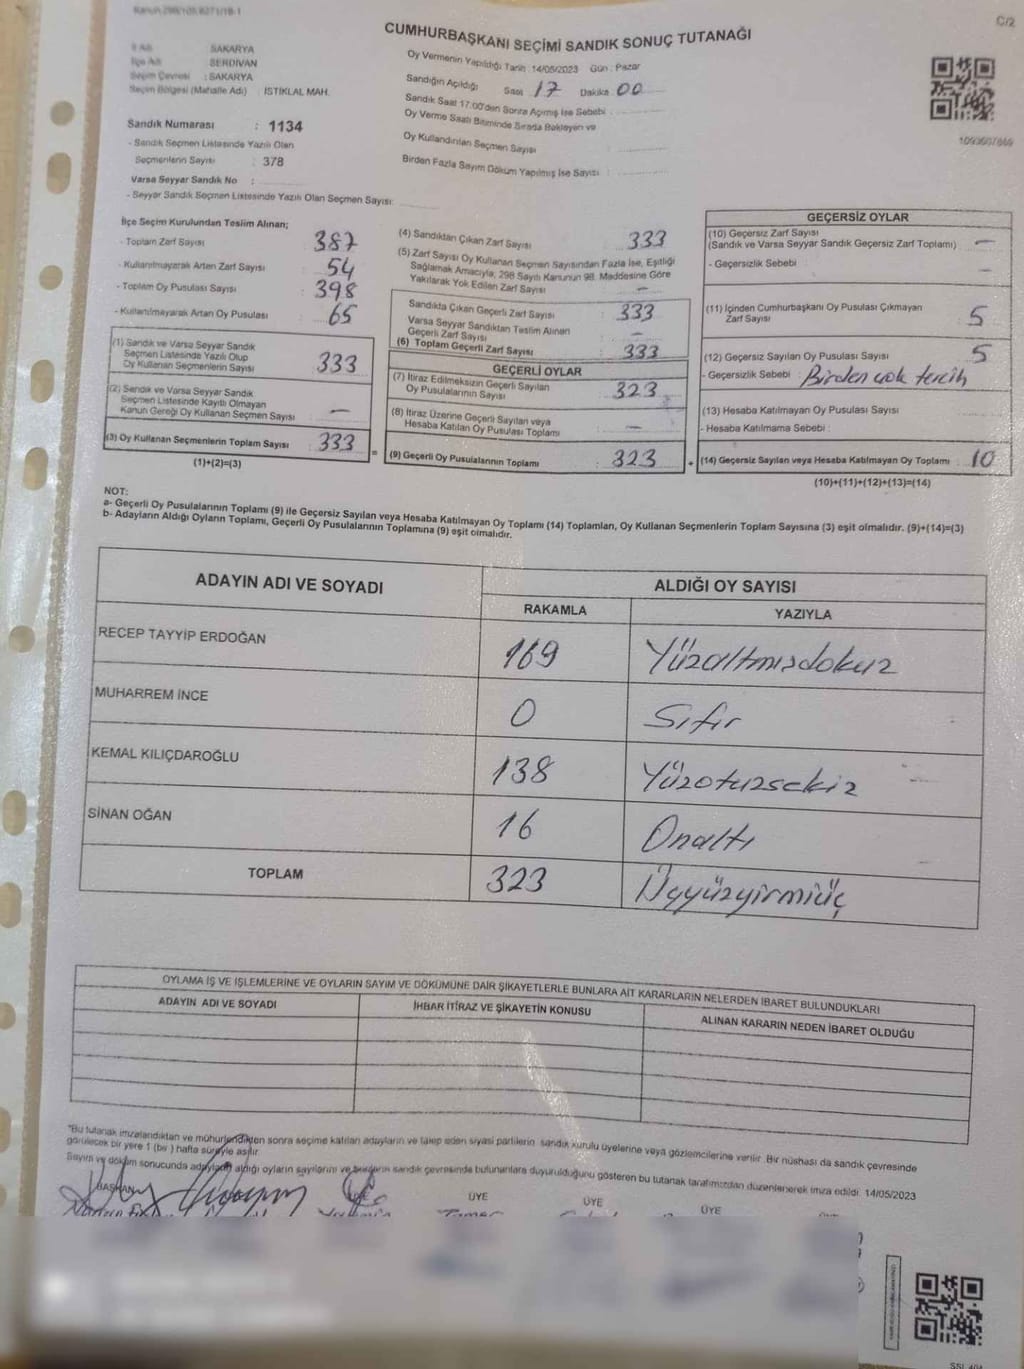 C/2
CUMHURBAŞKANI SEÇİMİ SANDIK SONUÇ TUTANAĞI
İl Adı : SAKARYA
İlçe Adı : SERDİVAN
Seçim Çevresi : SAKARYA
Seçim Bölgesi (Mahalle Adı) : İSTİKLAL MAH.
Sandık Numarası : 1134
- Sandık Seçmen Listesinde Yazılı Olan
Seçmenlerin Sayısı : 378
Varsa Seyyar Sandık No :
- Seyyar Sandık Seçmen Listesinde Yazılı Olan Seçmen Sayısı:
Oy Vermenin Yapıldığı Tarih : 14/05/2023 Gün : Pazar
Sandığın Açıldığı Saat : 17 Dakika : 00
Sandık Saat 17.00'den Sonra Açılmış İse Sebebi :
Oy Verme Saati Bitiminde Sırada Bekleyen ve
Oy Kullandırılan Seçmen Sayısı :
Birden Fazla Sayım Döküm Yapılmış İse Sayısı :
İlçe Seçim Kurulundan Teslim Alınan;
- Toplam Zarf Sayısı : 387
- Kullanılmayarak Artan Zarf Sayısı : 54
- Toplam Oy Pusulası Sayısı : 398
- Kullanılmayarak Artan Oy Pusulası : 65
(1) Sandık ve Varsa Seyyar Sandık
Seçmen Listesinde Yazılı Olup
Oy Kullanan Seçmenlerin Sayısı : 333
(2) Sandık ve Varsa Seyyar Sandık
Seçmen Listesinde Kayıtlı Olmayan
Kanun Gereği Oy Kullanan Seçmen Sayısı : —
(3) Oy Kullanan Seçmenlerin Toplam Sayısı : 333
(1)+(2)=(3)
(4) Sandıktan Çıkan Zarf Sayısı : 333
(5) Zarf Sayısı Oy Kullanan Seçmen Sayısından Fazla İse, Eşitliği
Sağlamak Amacıyla, 298 Sayılı Kanunun 98. Maddesine Göre
Yakılarak Yok Edilen Zarf Sayısı : —
Sandıkta Çıkan Geçerli Zarf Sayısı : 333
Varsa Seyyar Sandıktan Teslim Alınan
Geçerli Zarf Sayısı : —
(6) Toplam Geçerli Zarf Sayısı : 333
GEÇERLİ OYLAR
(7) İtiraz Edilmeksizin Geçerli Sayılan
Oy Pusulalarının Sayısı : 323
(8) İtiraz Üzerine Geçerli Sayılan veya
Hesaba Katılan Oy Pusulası Toplamı : —
(9) Geçerli Oy Pusulalarının Toplamı : 323
GEÇERSİZ OYLAR
(10) Geçersiz Zarf Sayısı
(Sandık ve Varsa Seyyar Sandık Geçersiz Zarf Toplamı) : —
- Geçersizlik Sebebi : —
(11) İçinden Cumhurbaşkanı Oy Pusulası Çıkmayan
Zarf Sayısı : 5
(12) Geçersiz Sayılan Oy Pusulası Sayısı : 5
- Geçersizlik Sebebi : Birden çok tercih
(13) Hesaba Katılmayan Oy Pusulası Sayısı :
- Hesaba Katılmama Sebebi :
(14) Geçersiz Sayılan veya Hesaba Katılmayan Oy Toplamı : 10
(10)+(11)+(12)+(13)=(14)
NOT:
a- Geçerli Oy Pusulalarının Toplamı (9) ile Geçersiz Sayılan veya Hesaba Katılmayan Oy Toplamı (14) Toplamları, Oy Kullanan Seçmenlerin Toplam Sayısına (3) eşit olmalıdır. (9)+(14)=(3)
b- Adayların Aldığı Oyların Toplamı, Geçerli Oy Pusulalarının Toplamına (9) eşit olmalıdır.
ADAYIN ADI VE SOYADI ALDIĞI OY SAYISI
RAKAMLA YAZIYLA
RECEP TAYYİP ERDOĞAN 169 Yüzaltmışdokuz
MUHARREM İNCE 0 Sıfır
KEMAL KILIÇDAROĞLU 138 Yüzotuzsekiz
SİNAN OĞAN 16 Onaltı
TOPLAM 323 Üçyüzyirmiüç
OYLAMA İŞ VE İŞLEMLERİNE VE OYLARIN SAYIM VE DÖKÜMÜNE DAİR ŞİKAYETLERLE BUNLARA AİT KARARLARIN NELERDEN İBARET BULUNDUKLARI
ADAYIN ADI VE SOYADI İHBAR İTİRAZ VE ŞİKAYETİN KONUSU ALINAN KARARIN NEDEN İBARET OLDUĞU
"Bu tutanak imzalandıktan ve mühürlendikten sonra seçime katılan adayların ve takip eden siyasi partilerin sandık kurulu üyelerine veya gözlemcilerine verilir. Bir nüshası da sandık çevresinde
görülecek bir yere 1 (bir) hafta süreyle asılır.
Sayım ve döküm sonucunda adayların aldığı oyların sayılarını ve bunların sandık çevresinde bulunanlara duyurulduğunu gösteren bu tutanak tarafımızdan düzenlenerek imza edildi. 14/05/2023
BAŞKAN ÜYE ÜYE ÜYE